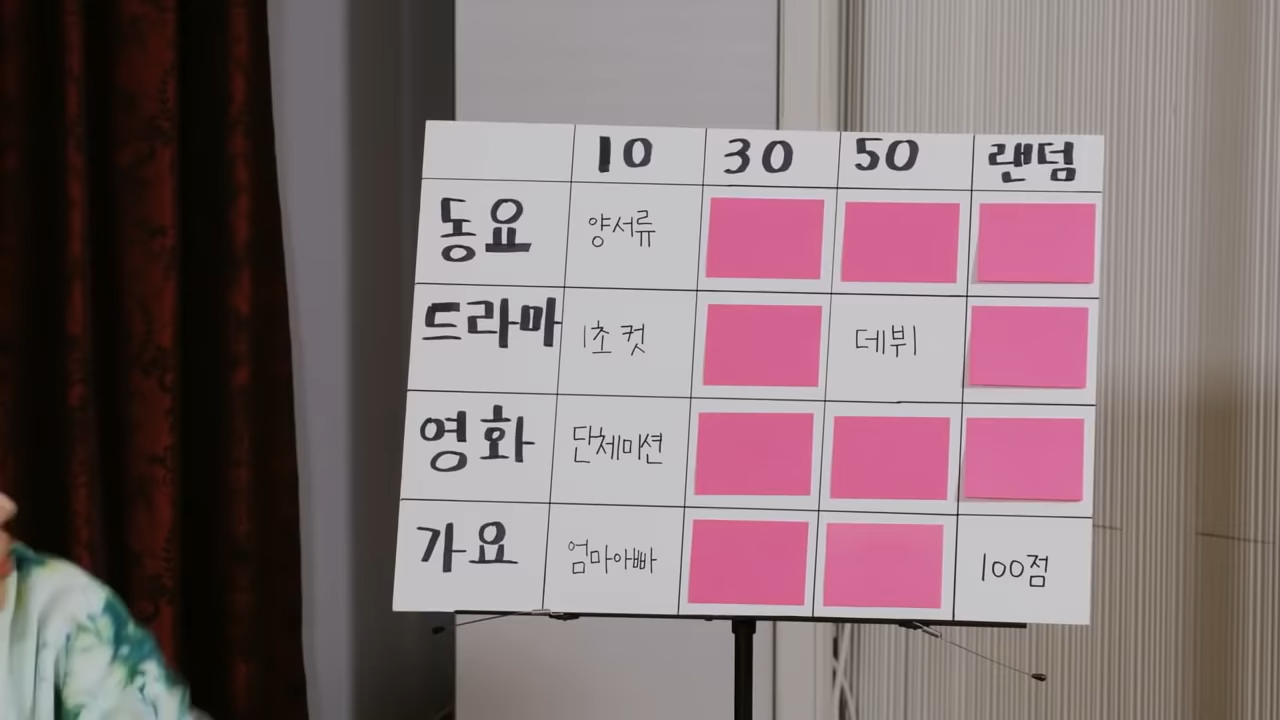 10 30 50 랜덤
동요 양서류
드라마 1초컷 데뷔
영화 단체미션
가요 엄마아빠 100점